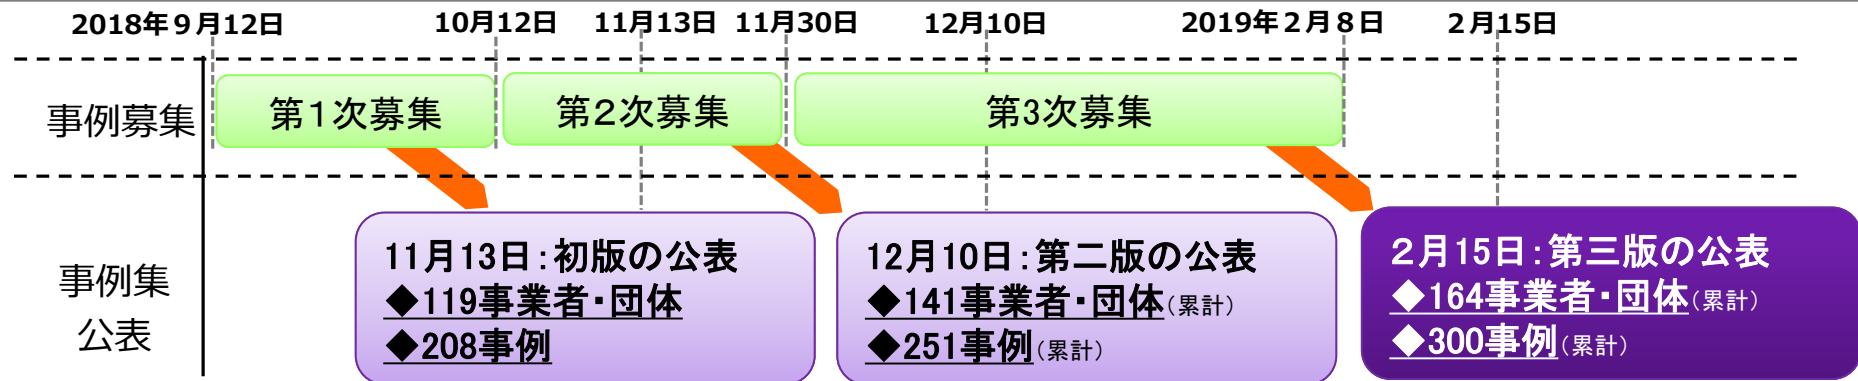 2018年９月12日
10月12日
11月13日
11月30日
12月10日
2019年２月８日
２月15日
事例募集
第１次募集
第２次募集
第3次募集
事例集
公表
11月13日：初版の公表
◆119事業者・団体
◆208事例
12月10日：第二版の公表
◆141事業者・団体（累計）
◆251事例（累計）
２月15日：第三版の公表
◆164事業者・団体（累計）
◆300事例（累計）